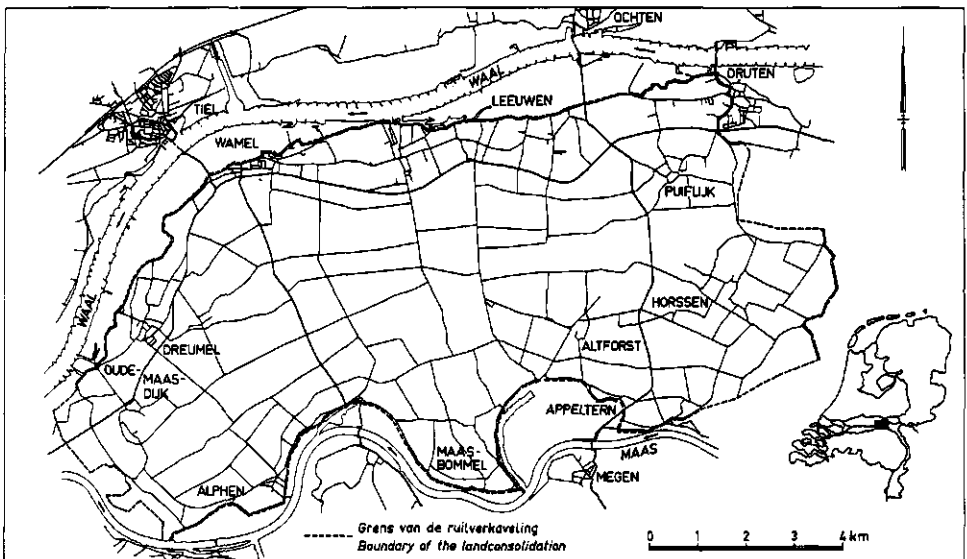 OCHTEN
WAAL
DRUTEN
TIEL
LEEUWEN
WAMEL
PUIFLIJK
WAAL
HORSSEN
DREUMEL
ALTFORST
OUDE-
MAAS-
DIJK
APPELTERN
MAAS
MAAS-
BOMMEL
MEGEN
ALPHEN
Grens van de ruilverkaveling
Boundary of the landconsolidation
0 1 2 3 4 km